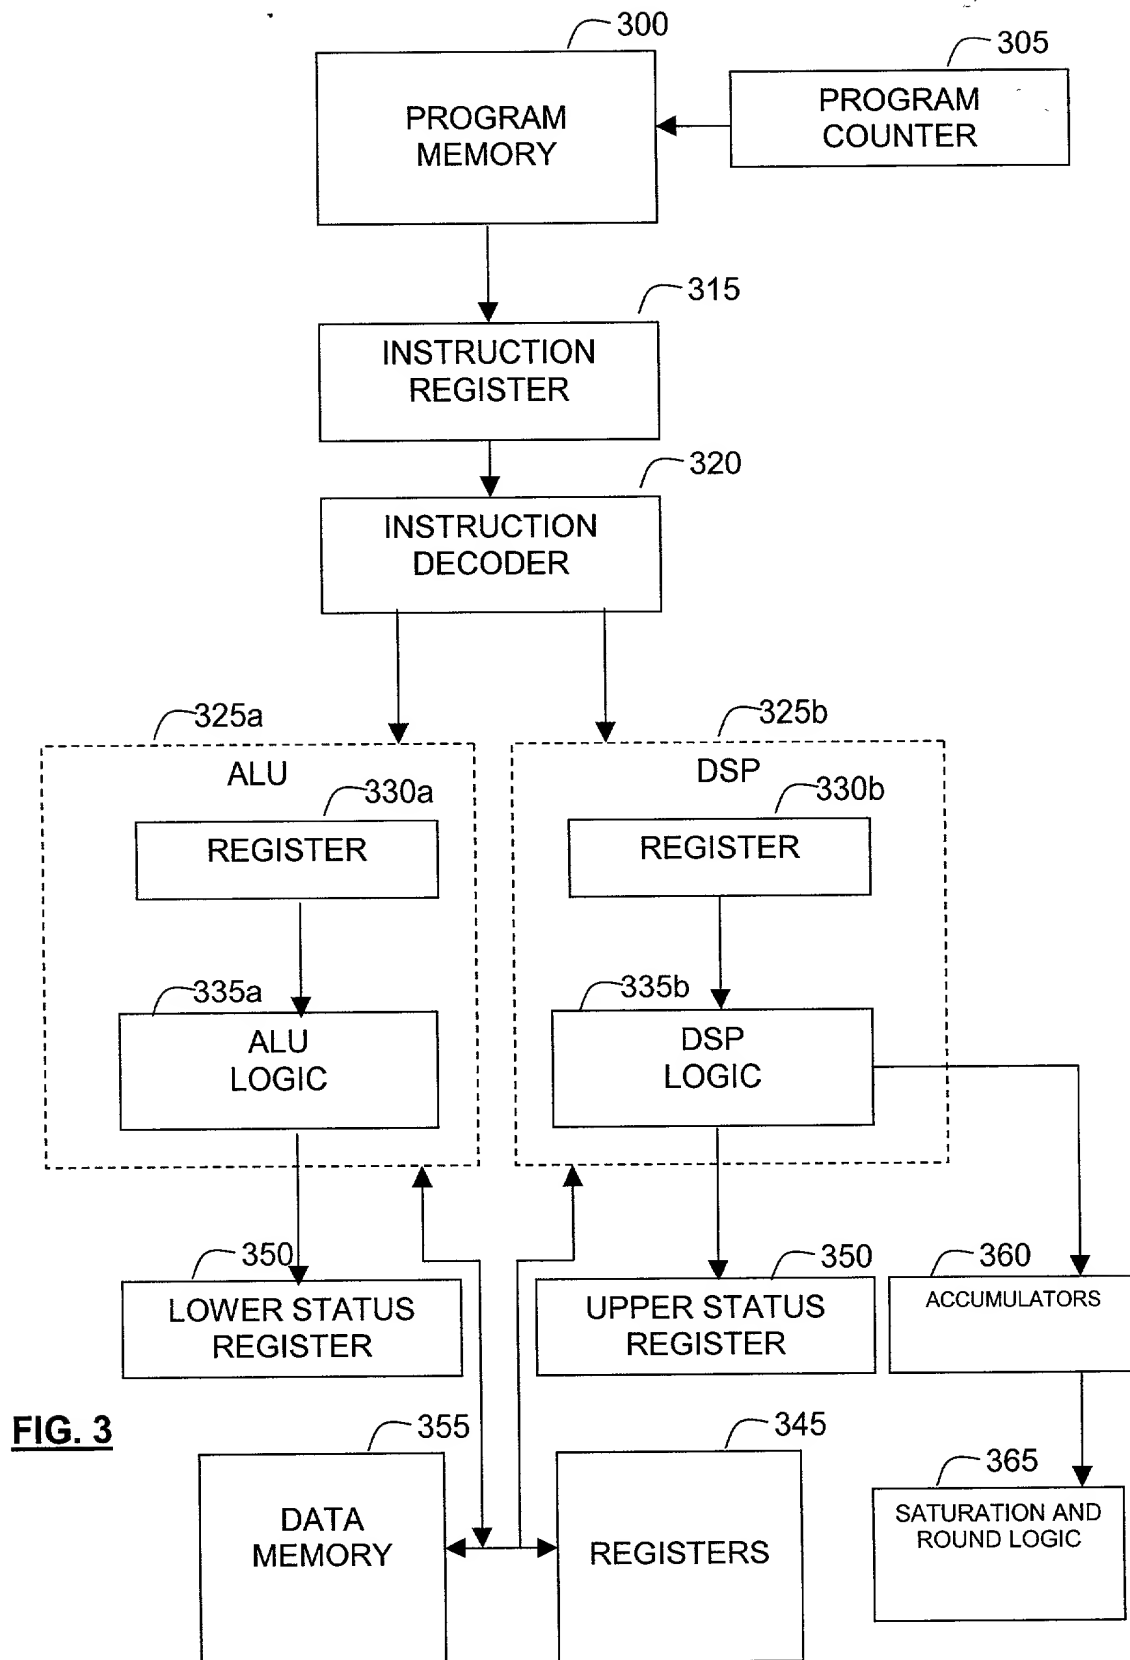 300
305
PROGRAM
MEMORY
PROGRAM
COUNTER
315
INSTRUCTION
REGISTER
320
INSTRUCTION
DECODER
325a
325b
ALU
DSP
330a
330b
REGISTER
REGISTER
335a
335b
ALU
LOGIC
DSP
LOGIC
350
350
360
LOWER STATUS
REGISTER
UPPER STATUS
REGISTER
ACCUMULATORS
FIG. 3
355
345
365
DATA
MEMORY
REGISTERS
SATURATION AND
ROUND LOGIC